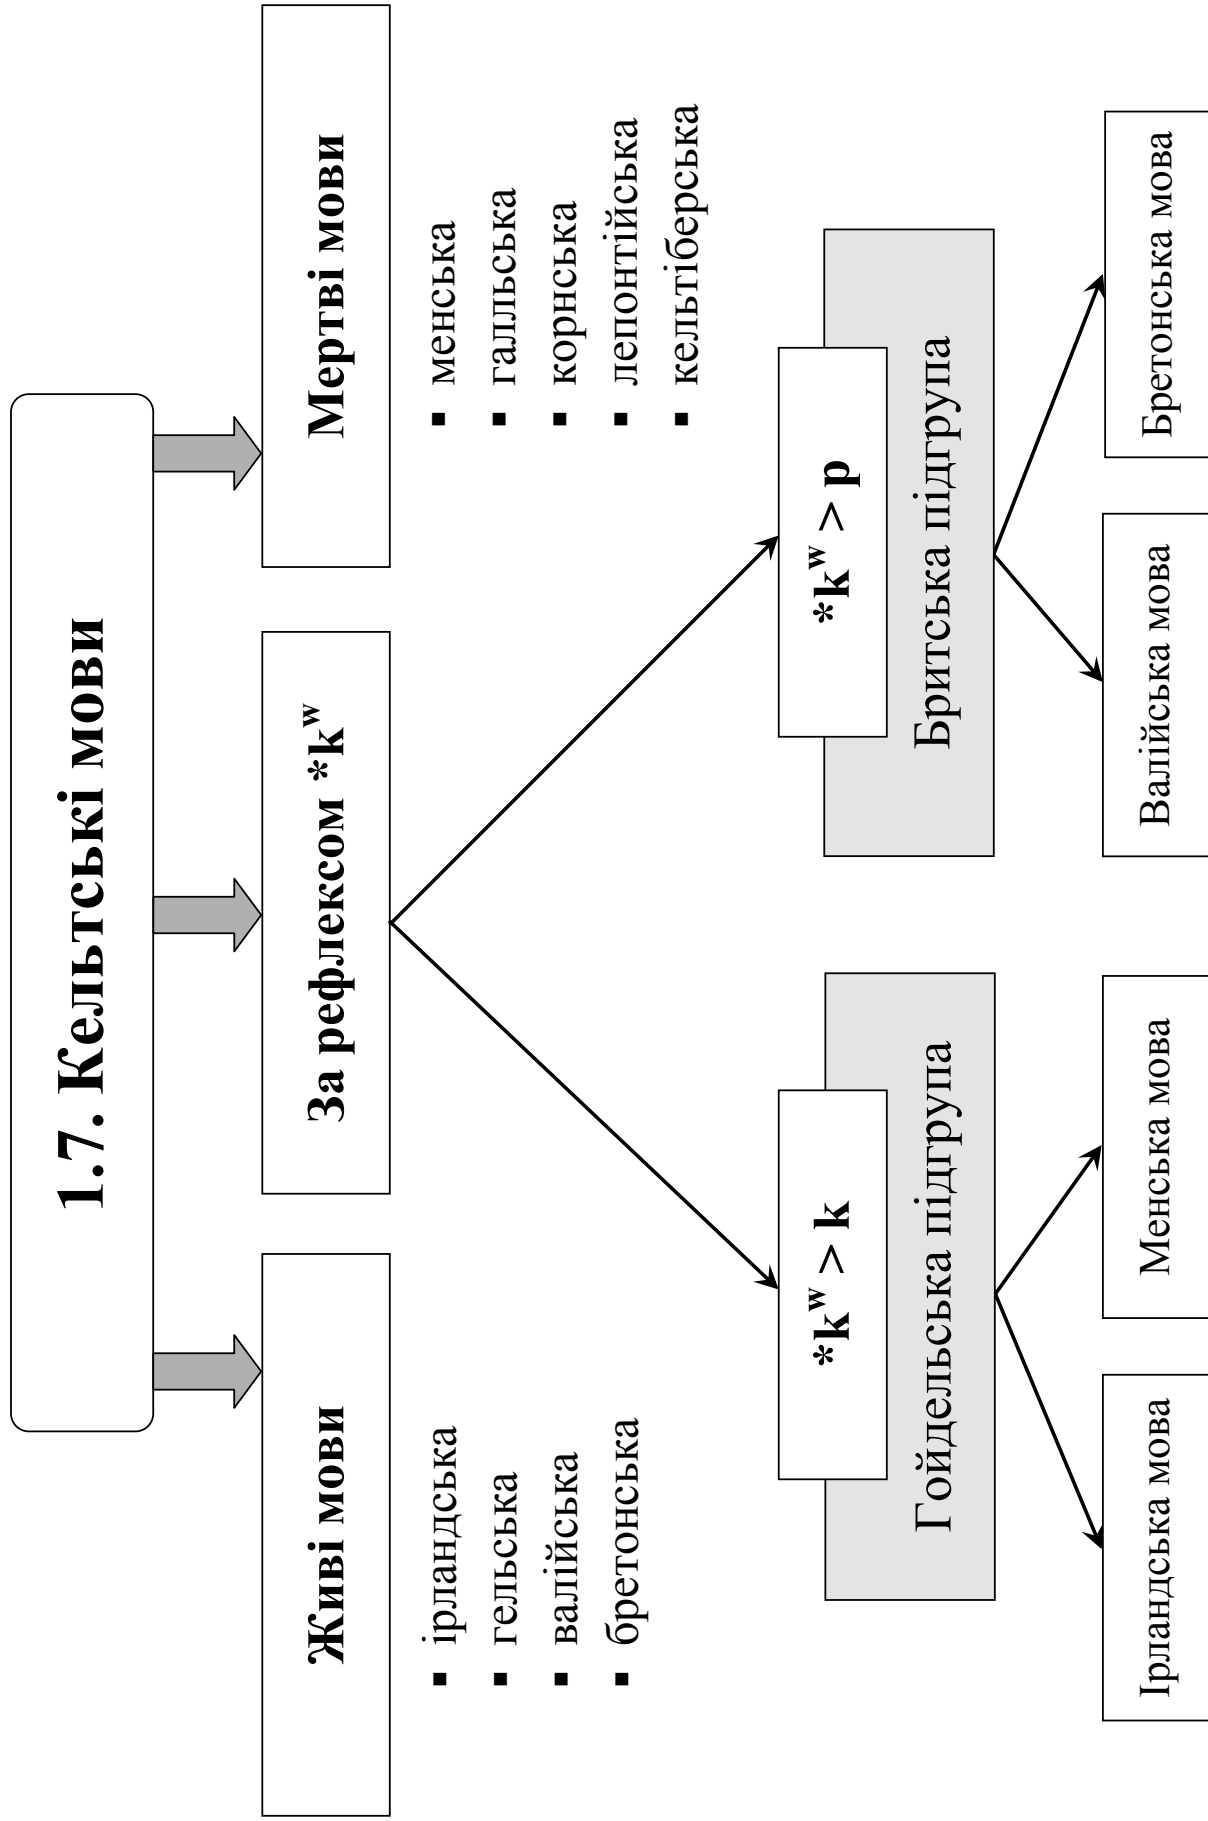 1.7. Кельтські мови
Живі мови
За рефлексом *kʷ
Мертві мови
▪ ірландська
▪ гельська
▪ валійська
▪ бретонська
▪ менська
▪ галльська
▪ корнська
▪ лепонтійська
▪ кельтіберська
*kʷ > k
Гойдельська підгрупа
*kʷ > p
Бритська підгрупа
Ірландська мова
Менська мова
Валійська мова
Бретонська мова